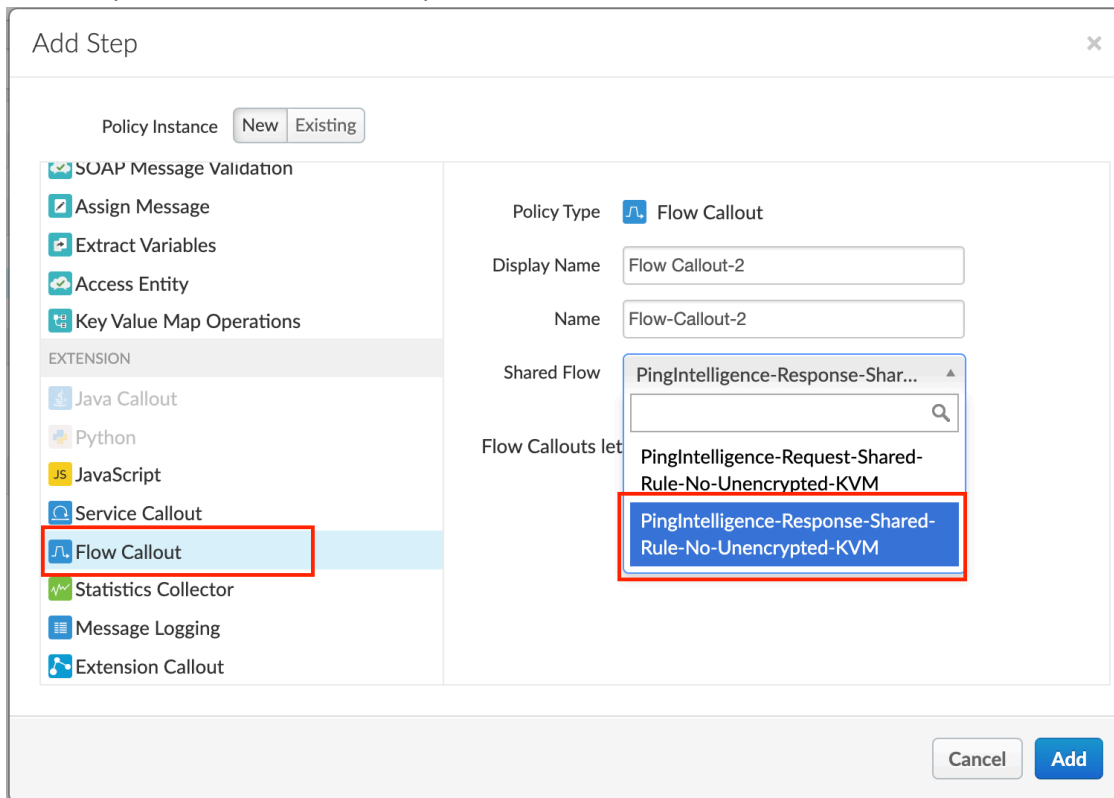 Add Step
×
Policy Instance New Existing
SOAP Message Validation
Assign Message
Extract Variables
Access Entity
Key Value Map Operations
EXTENSION
Java Callout
Python
JS JavaScript
Service Callout
Flow Callout
Statistics Collector
Message Logging
Extension Callout
Policy Type Flow Callout
Display Name Flow Callout-2
Name Flow-Callout-2
Shared Flow PingIntelligence-Response-Shar...
Flow Callouts let
PingIntelligence-Request-Shared-
Rule-No-Unencrypted-KVM
PingIntelligence-Response-Shared-
Rule-No-Unencrypted-KVM
Cancel Add